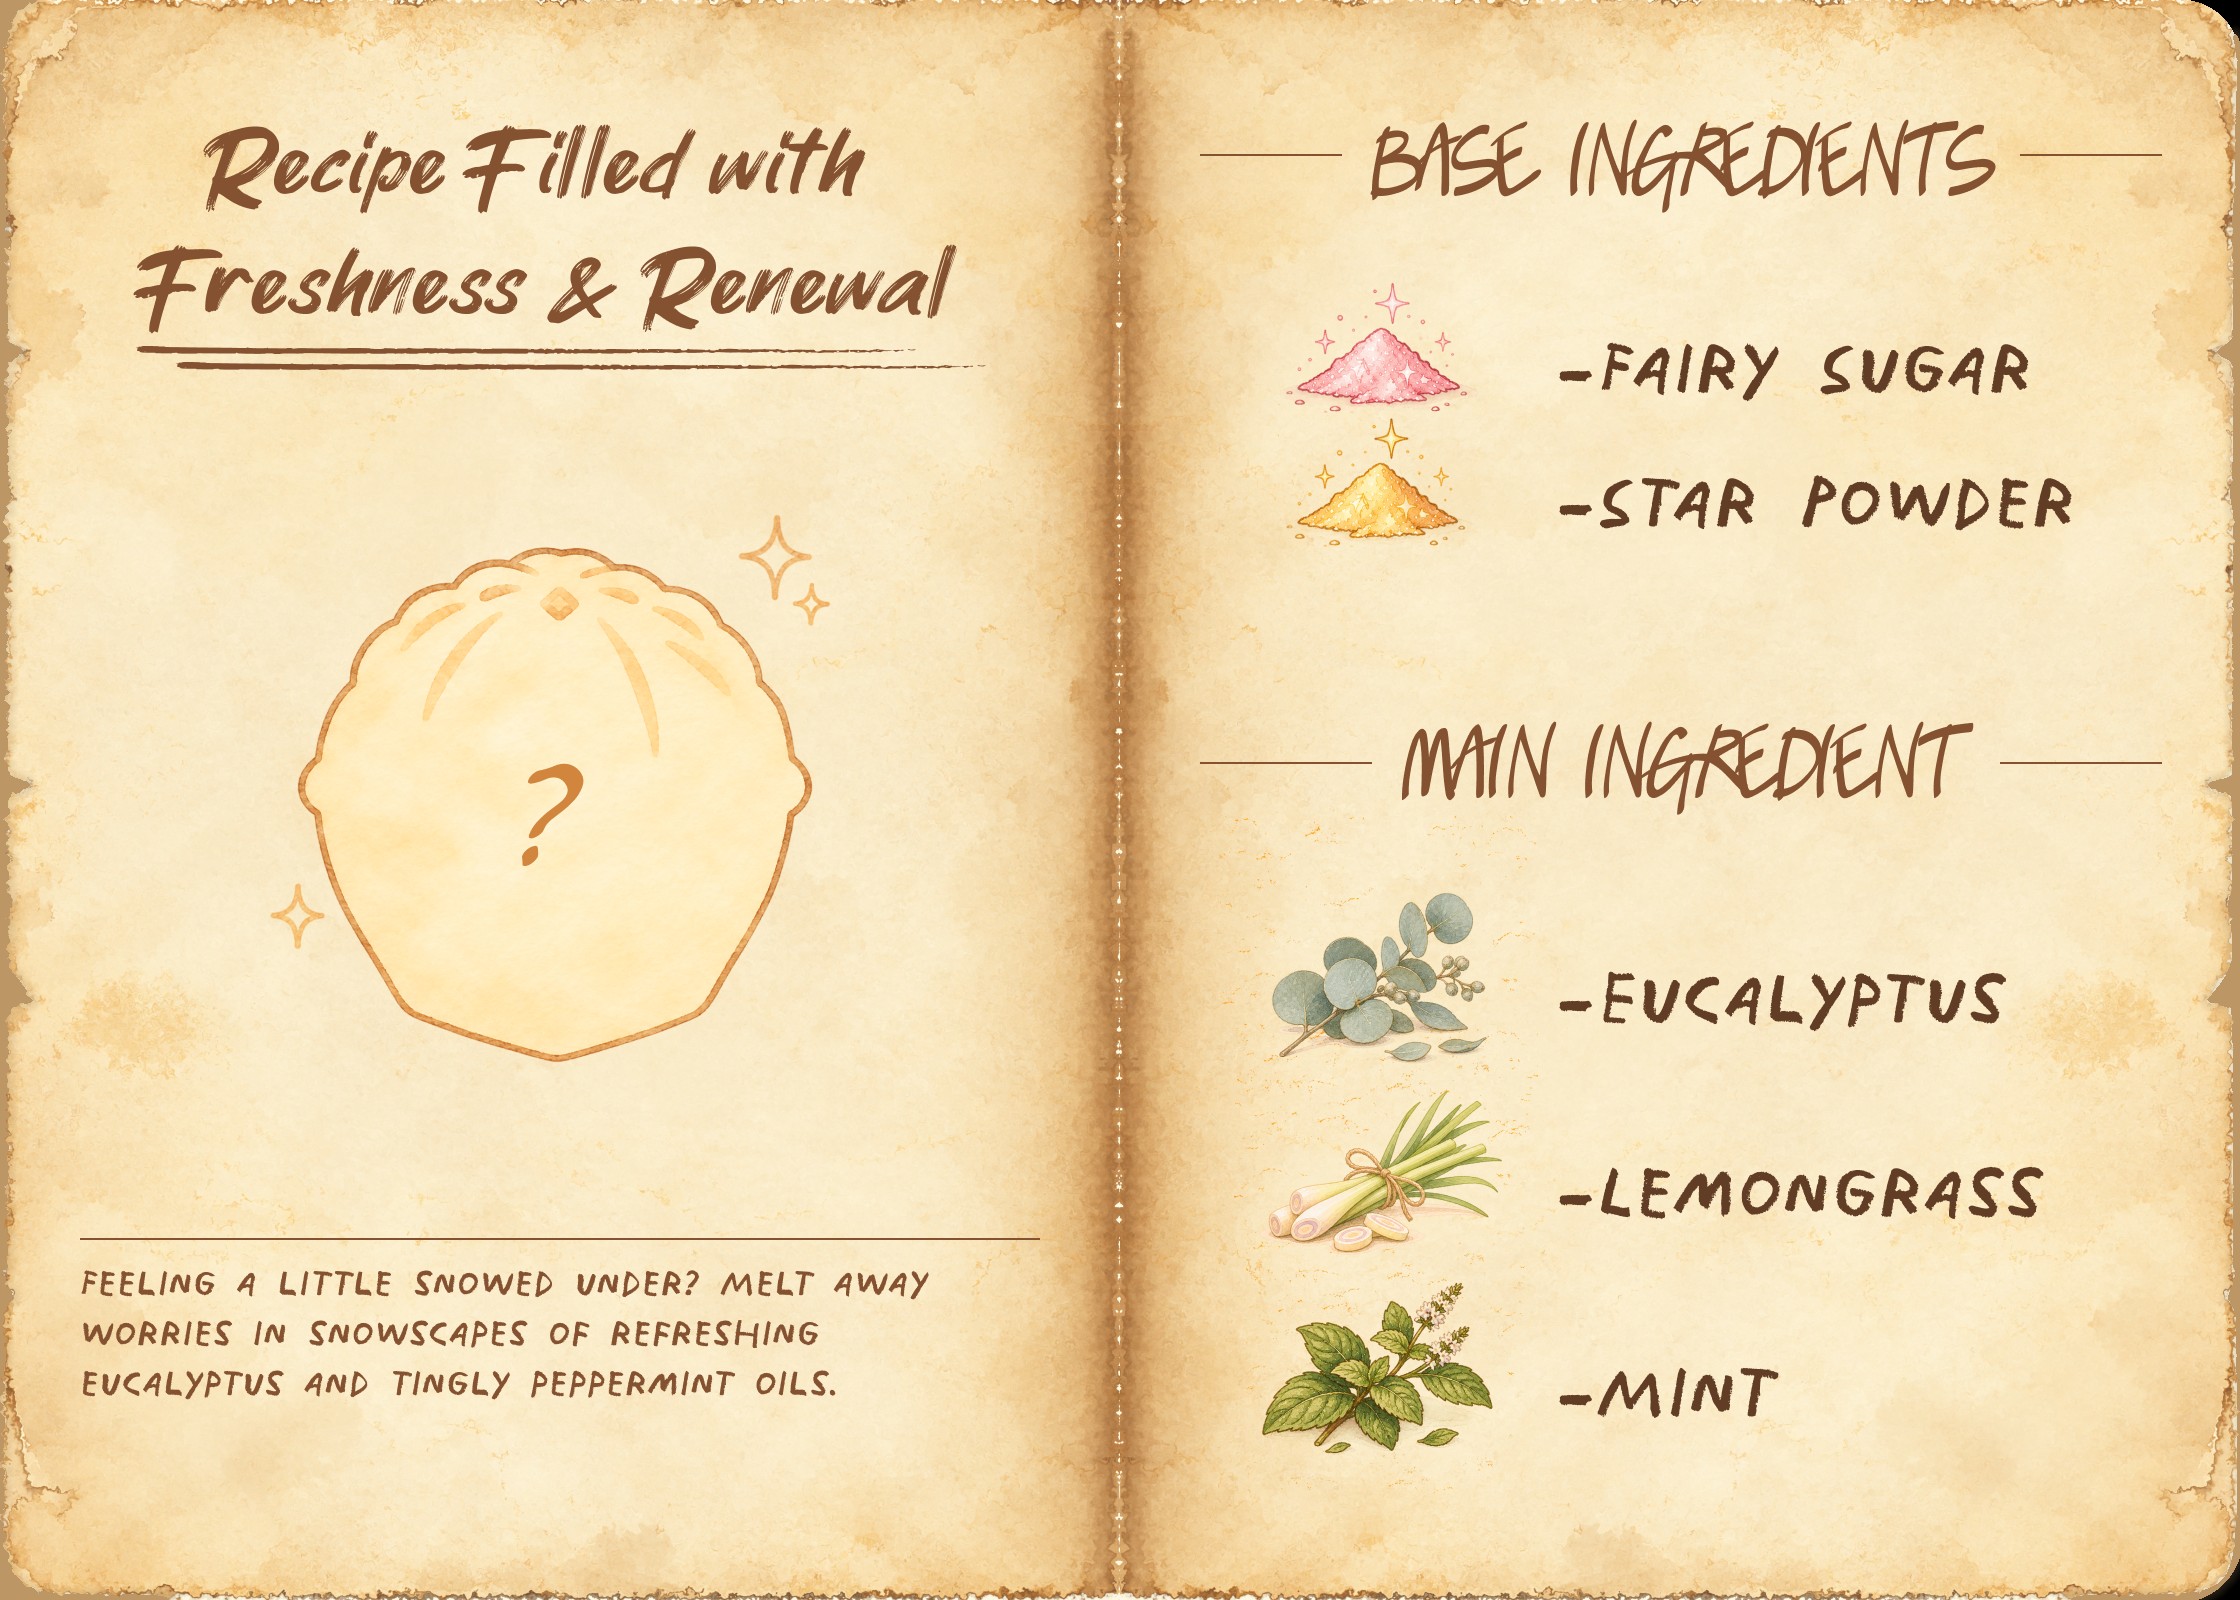 Recipe Filled with
Freshness & Renewal
?
FEELING A LITTLE SNOWED UNDER? MELT AWAY
WORRIES IN SNOWSCAPES OF REFRESHING
EUCALYPTUS AND TINGLY PEPPERMINT OILS.
BASE INGREDIENTS
-FAIRY SUGAR
-STAR POWDER
MAIN INGREDIENT
-EUCALYPTUS
-LEMONGRASS
-MINT